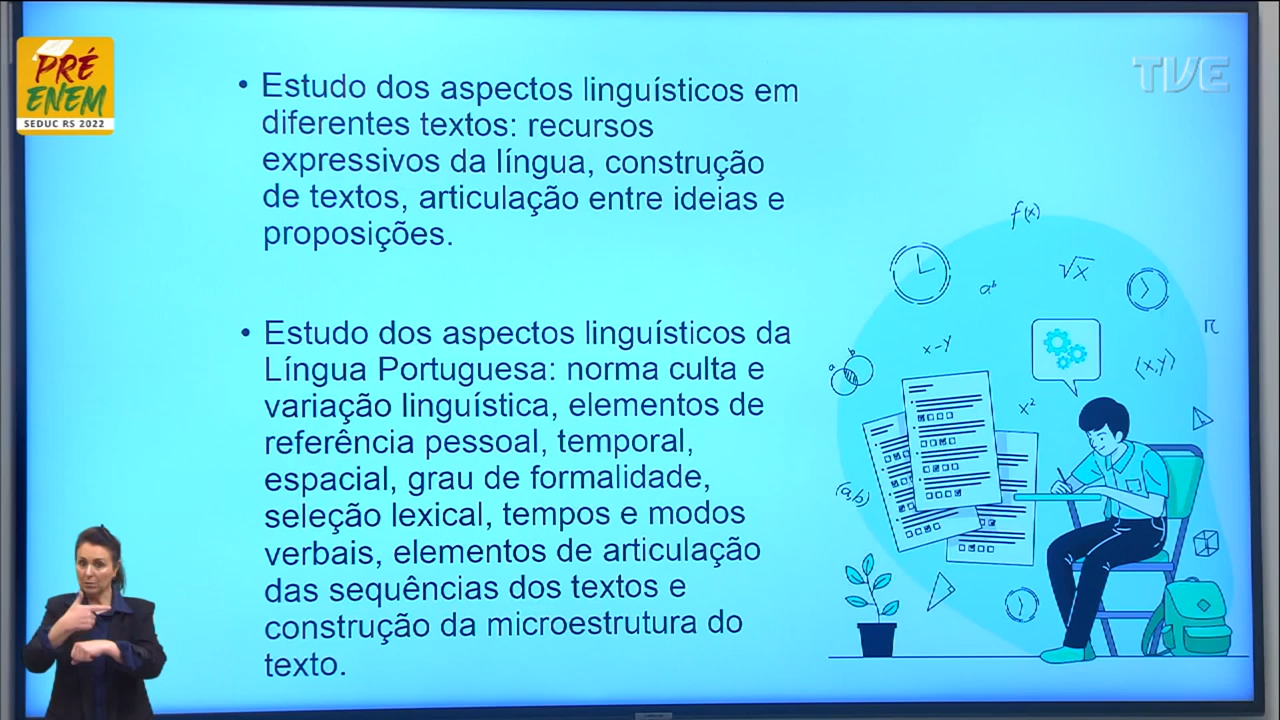 PRÉ
ENEM
SEDUC RS 2022
TVE
• Estudo dos aspectos linguísticos em
diferentes textos: recursos
expressivos da língua, construção
de textos, articulação entre ideias e
proposições.
• Estudo dos aspectos linguísticos da
Língua Portuguesa: norma culta e
variação linguística, elementos de
referência pessoal, temporal,
espacial, grau de formalidade,
seleção lexical, tempos e modos
verbais, elementos de articulação
das sequências dos textos e
construção da microestrutura do
texto.
f(x)
√x
aᵇ
π
x-y
(x,y)
a b
x²
(a,b)